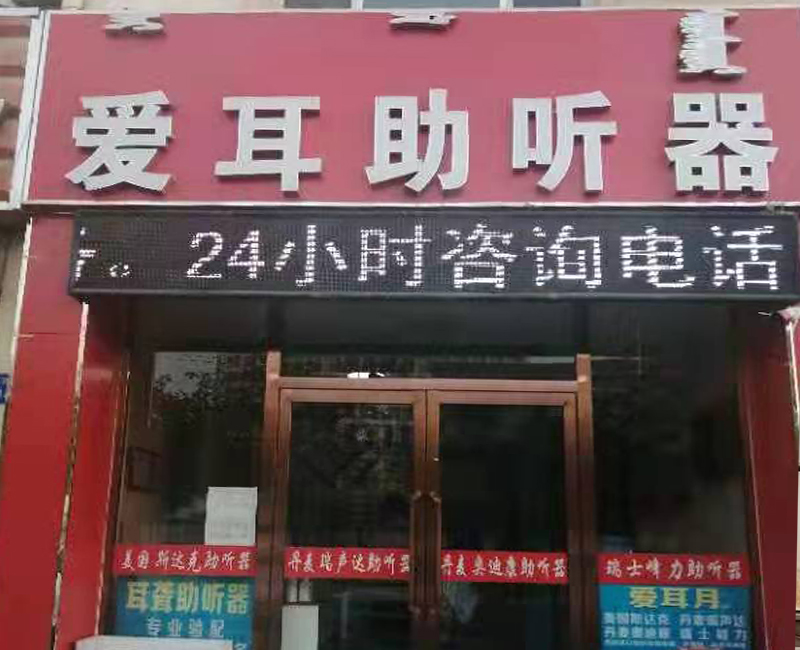 爱耳助听器
24小时咨询电话
美国斯达克助听器
丹麦瑞声达助听器
丹麦奥迪康助听器
瑞士峰力助听器
耳聋助听器
专业验配
爱耳月
美国斯达克 丹麦瑞声达
丹麦奥迪康 瑞士峰力